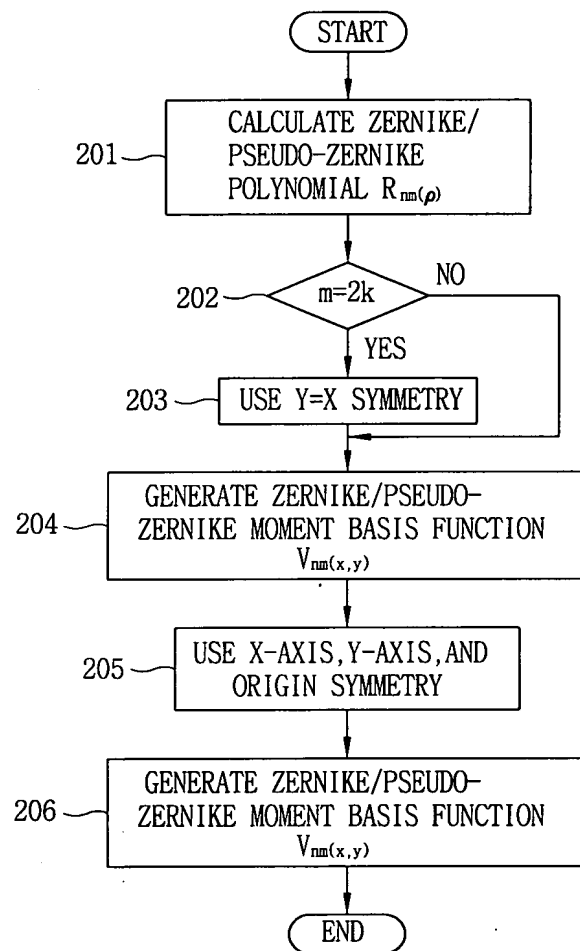 START
201
CALCULATE ZERNIKE/
PSEUDO-ZERNIKE
POLYNOMIAL Rnm(ρ)
202
m=2k
NO
YES
203
USE Y=X SYMMETRY
204
GENERATE ZERNIKE/PSEUDO-
ZERNIKE MOMENT BASIS FUNCTION
Vnm(x,y)
205
USE X-AXIS,Y-AXIS,AND
ORIGIN SYMMETRY
206
GENERATE ZERNIKE/PSEUDO-
ZERNIKE MOMENT BASIS FUNCTION
Vnm(x,y)
END